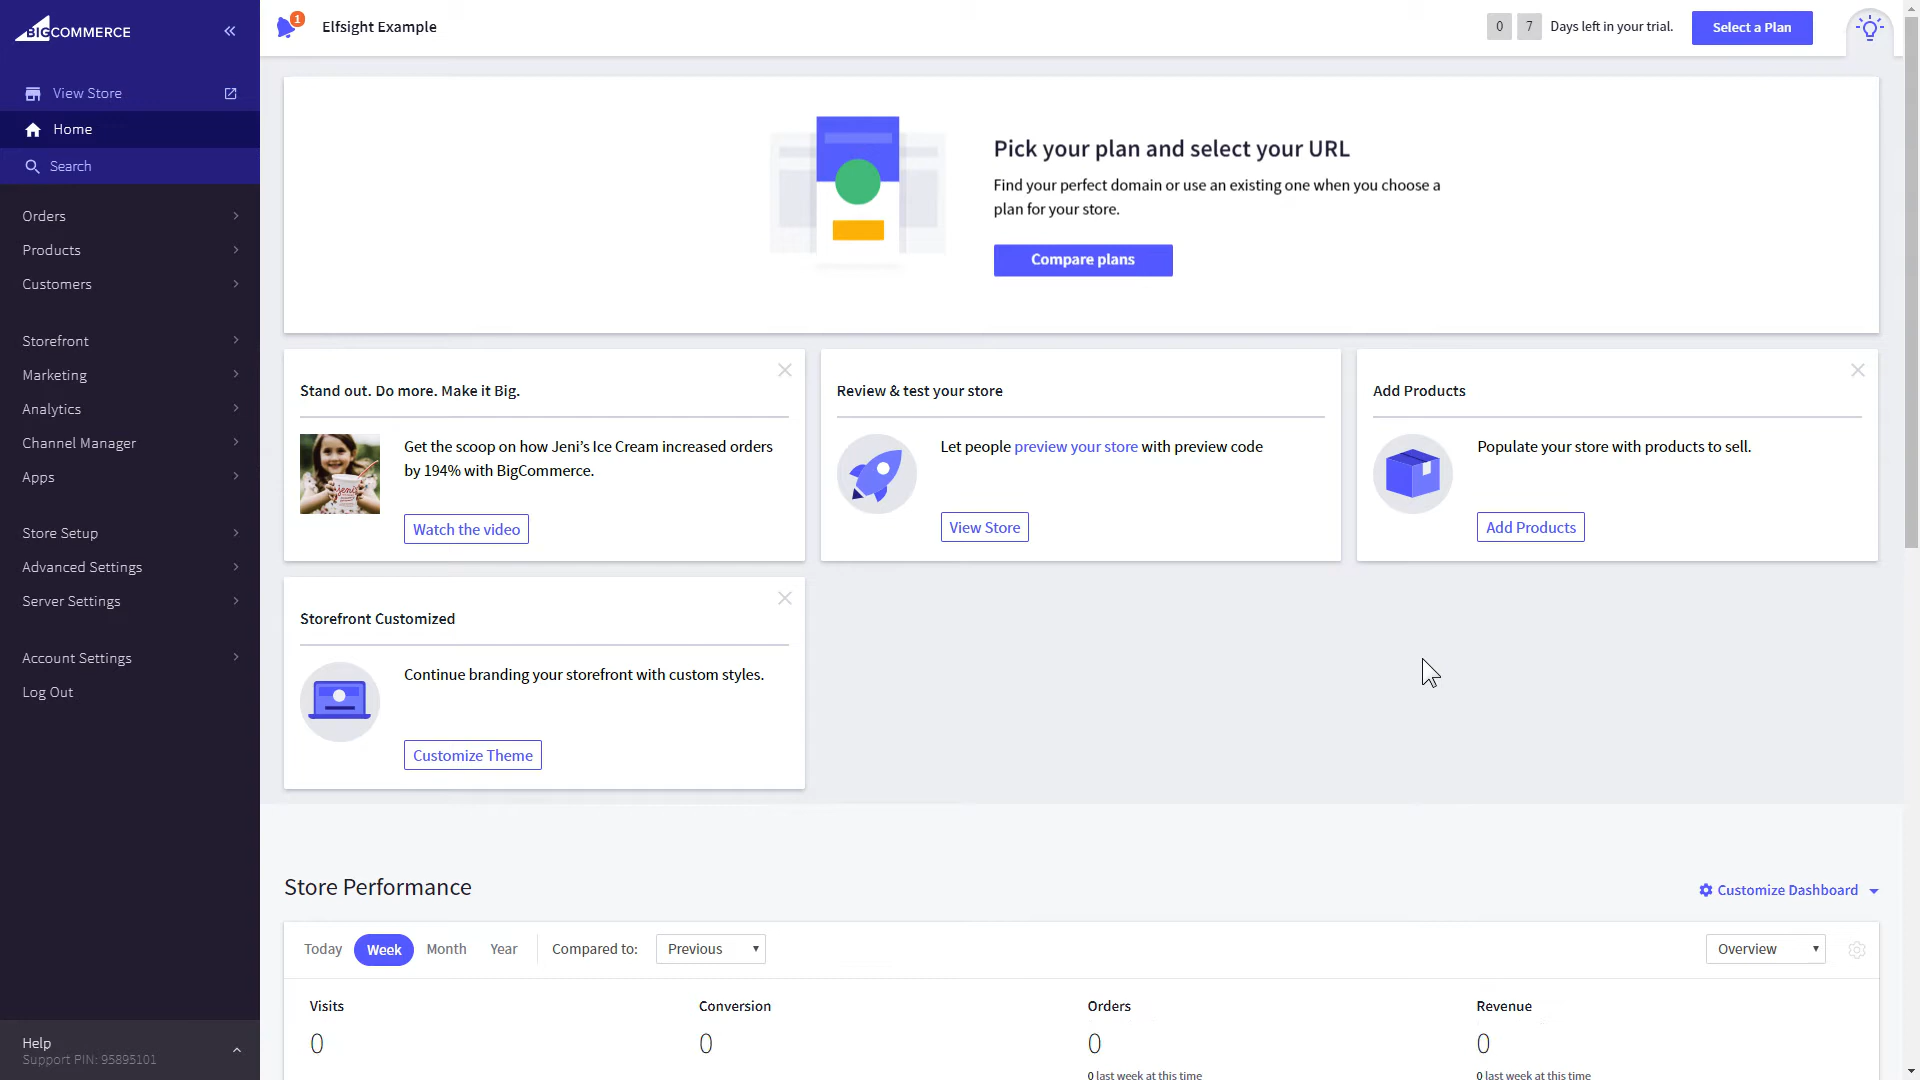 BIGCOMMERCE
View Store
Home
Search
Orders
Products
Customers
Storefront
Marketing
Analytics
Channel Manager
Apps
Store Setup
Advanced Settings
Server Settings
Account Settings
Log Out
Help
Support PIN: 95895101
1
Elfsight Example
0 7 Days left in your trial.
Select a Plan
Pick your plan and select your URL
Find your perfect domain or use an existing one when you choose a
plan for your store.
Compare plans
Stand out. Do more. Make it Big.
Get the scoop on how Jeni’s Ice Cream increased orders
by 194% with BigCommerce.
jeni's
Watch the video
Review & test your store
Let people preview your store with preview code
View Store
Add Products
Populate your store with products to sell.
Add Products
Storefront Customized
Continue branding your storefront with custom styles.
Customize Theme
Store Performance
Customize Dashboard
Today Week Month Year Compared to: Previous
Overview
Visits
0
Conversion
0
Orders
0
0 last week at this time
Revenue
0
0 last week at this time